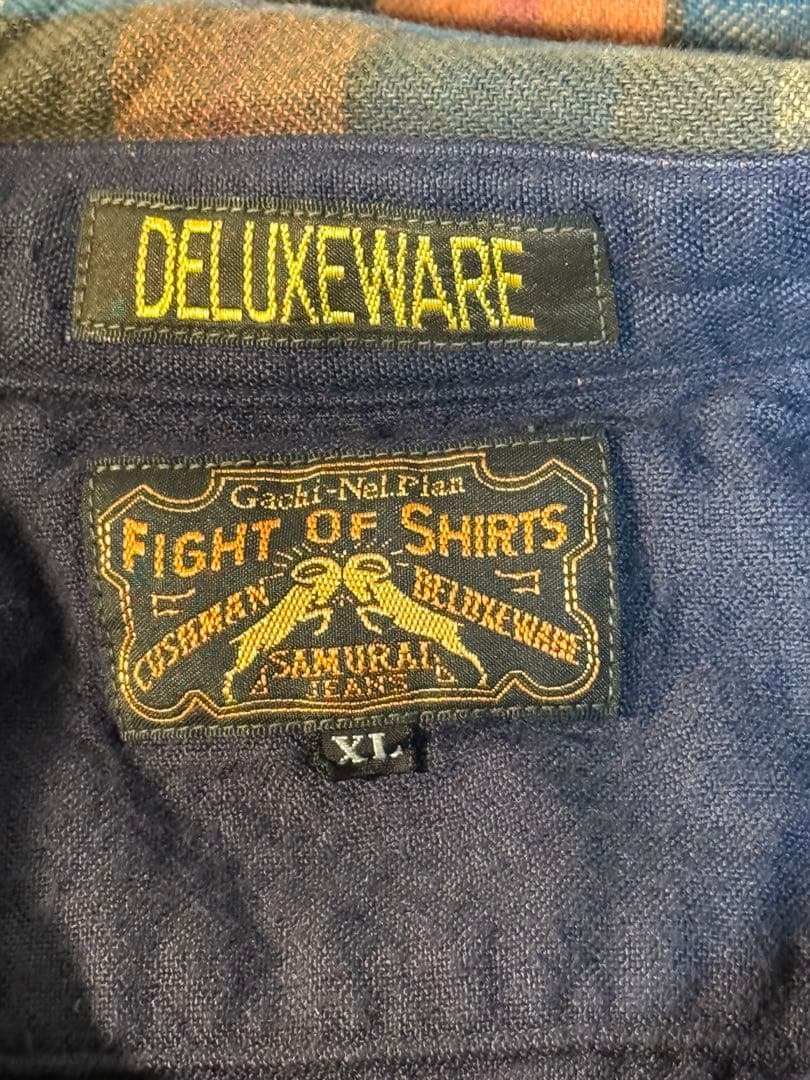 DELUXEWARE
Gachi-Nel.Plan
FIGHT OF SHIRTS
CUSHMAN
DELUXEWARE
SAMURAI
JEANS
XL